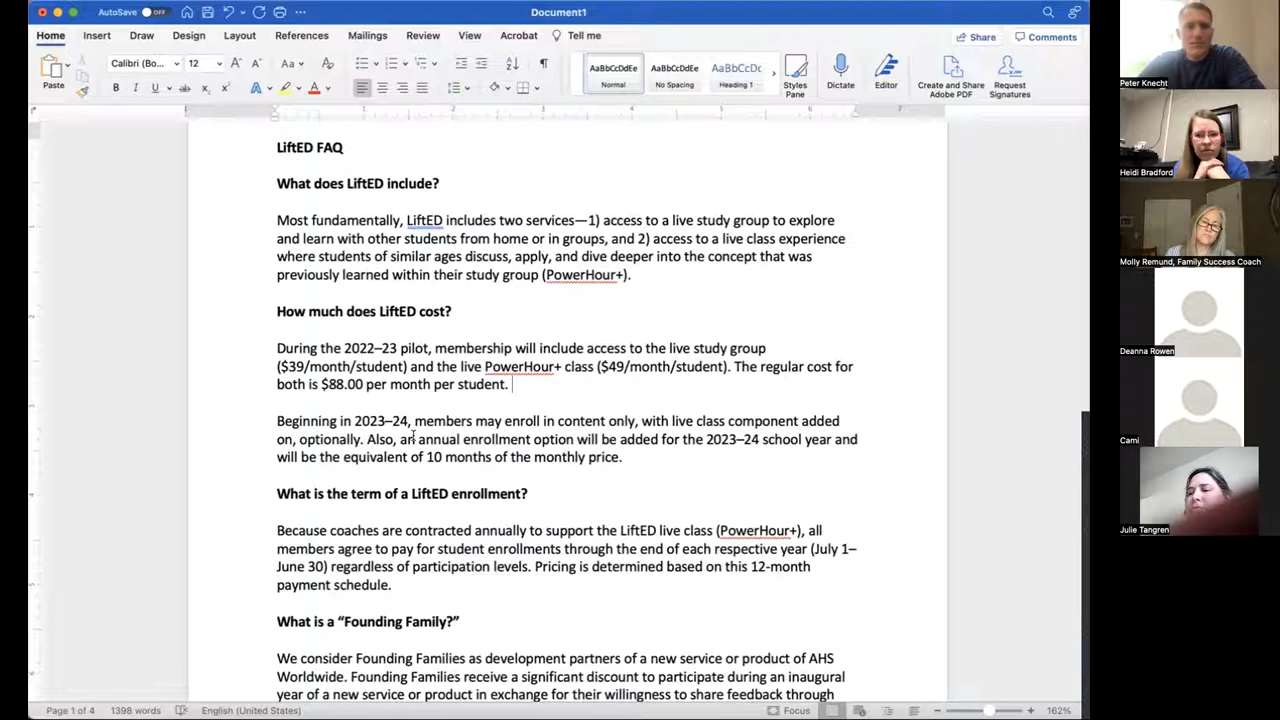 AutoSave OFF
Document1
Home Insert Draw Design Layout References Mailings Review View Acrobat Tell me
Share Comments
Paste
Calibri (Bo... 12
AaBbCcDdEe AaBbCcDdEe AaBbCcDc
Normal No Spacing Heading 1
Styles Pane
Dictate
Editor
Create and Share Adobe PDF
Request Signatures
1 2 3 4 5 6 7
LiftED FAQ
What does LiftED include?
Most fundamentally, LiftED includes two services—1) access to a live study group to explore
and learn with other students from home or in groups, and 2) access to a live class experience
where students of similar ages discuss, apply, and dive deeper into the concept that was
previously learned within their study group (PowerHour+).
How much does LiftED cost?
During the 2022–23 pilot, membership will include access to the live study group
($39/month/student) and the live PowerHour+ class ($49/month/student). The regular cost for
both is $88.00 per month per student.
Beginning in 2023–24, members may enroll in content only, with live class component added
on, optionally. Also, an annual enrollment option will be added for the 2023–24 school year and
will be the equivalent of 10 months of the monthly price.
What is the term of a LiftED enrollment?
Because coaches are contracted annually to support the LiftED live class (PowerHour+), all
members agree to pay for student enrollments through the end of each respective year (July 1–
June 30) regardless of participation levels. Pricing is determined based on this 12-month
payment schedule.
What is a “Founding Family?”
We consider Founding Families as development partners of a new service or product of AHS
Worldwide. Founding Families receive a significant discount to participate during an inaugural
year of a new service or product in exchange for their willingness to share feedback through
Page 1 of 4 1398 words English (United States) Focus 162%
Peter Knecht
Heidi Bradford
Molly Remund, Family Success Coach
Deanna Rowen
Cami
Julie Tangren